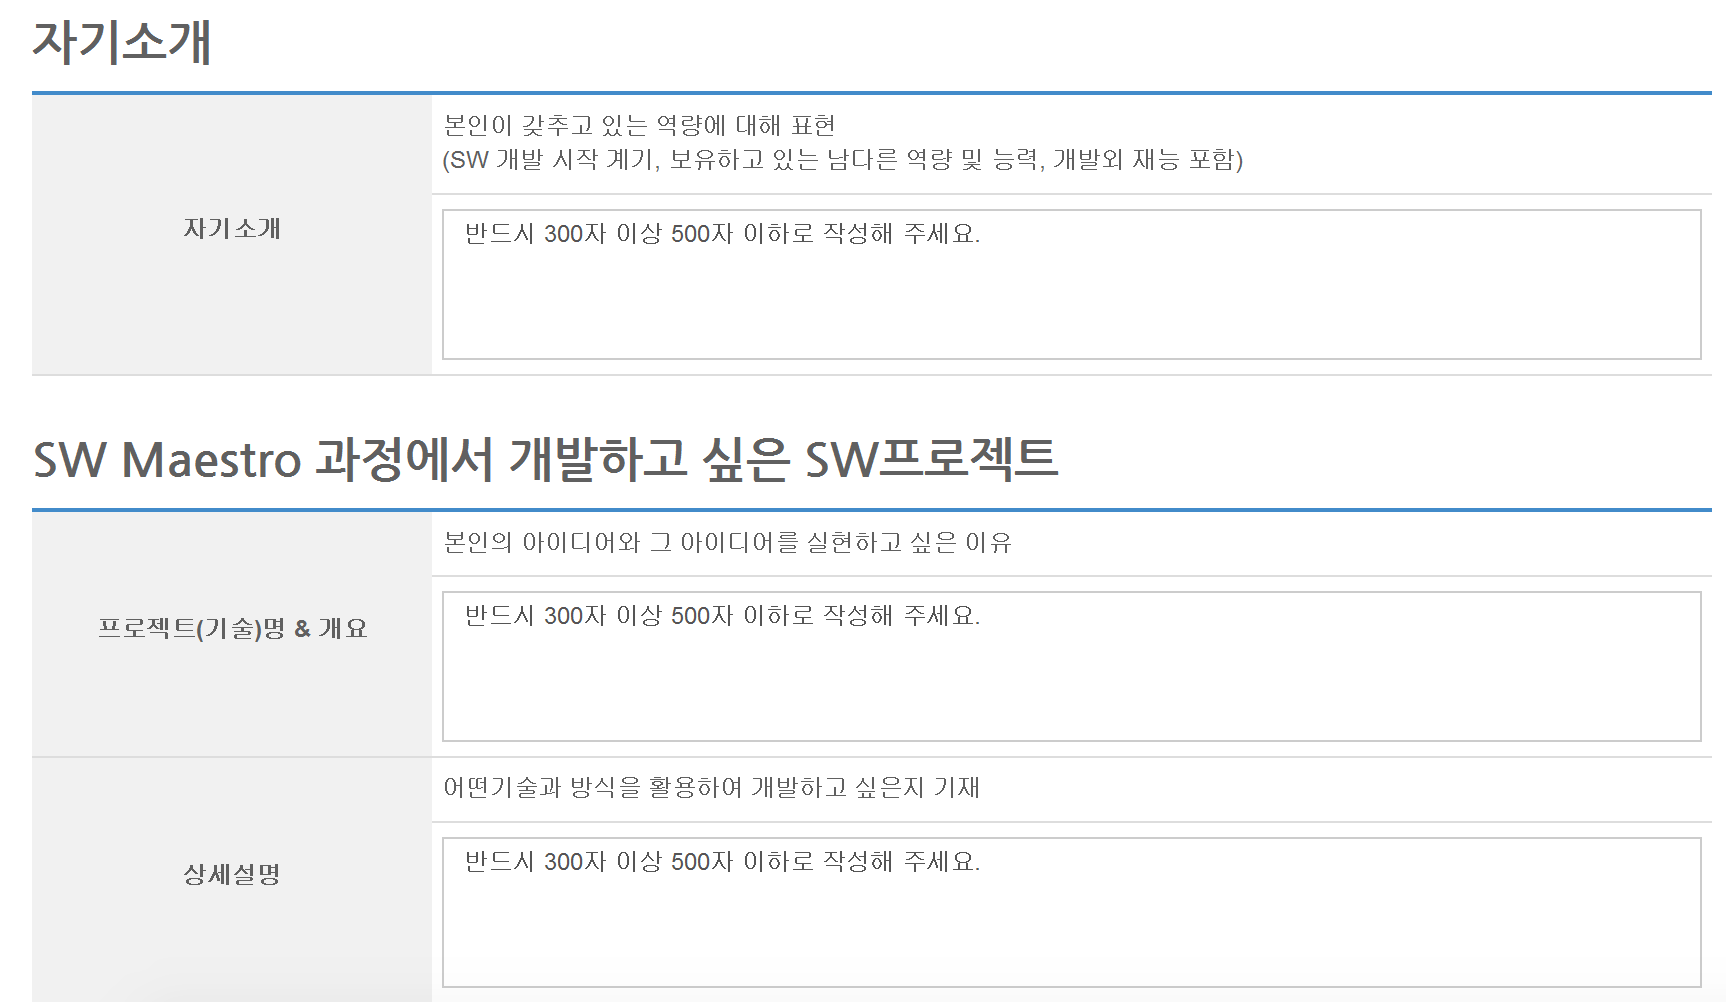 자기소개
본인이 갖추고 있는 역량에 대해 표현
(SW 개발 시작 계기, 보유하고 있는 남다른 역량 및 능력, 개발외 재능 포함)
자기소개
반드시 300자 이상 500자 이하로 작성해 주세요.
SW Maestro 과정에서 개발하고 싶은 SW프로젝트
본인의 아이디어와 그 아이디어를 실현하고 싶은 이유
프로젝트(기술)명 & 개요
반드시 300자 이상 500자 이하로 작성해 주세요.
어떤기술과 방식을 활용하여 개발하고 싶은지 기재
상세설명
반드시 300자 이상 500자 이하로 작성해 주세요.